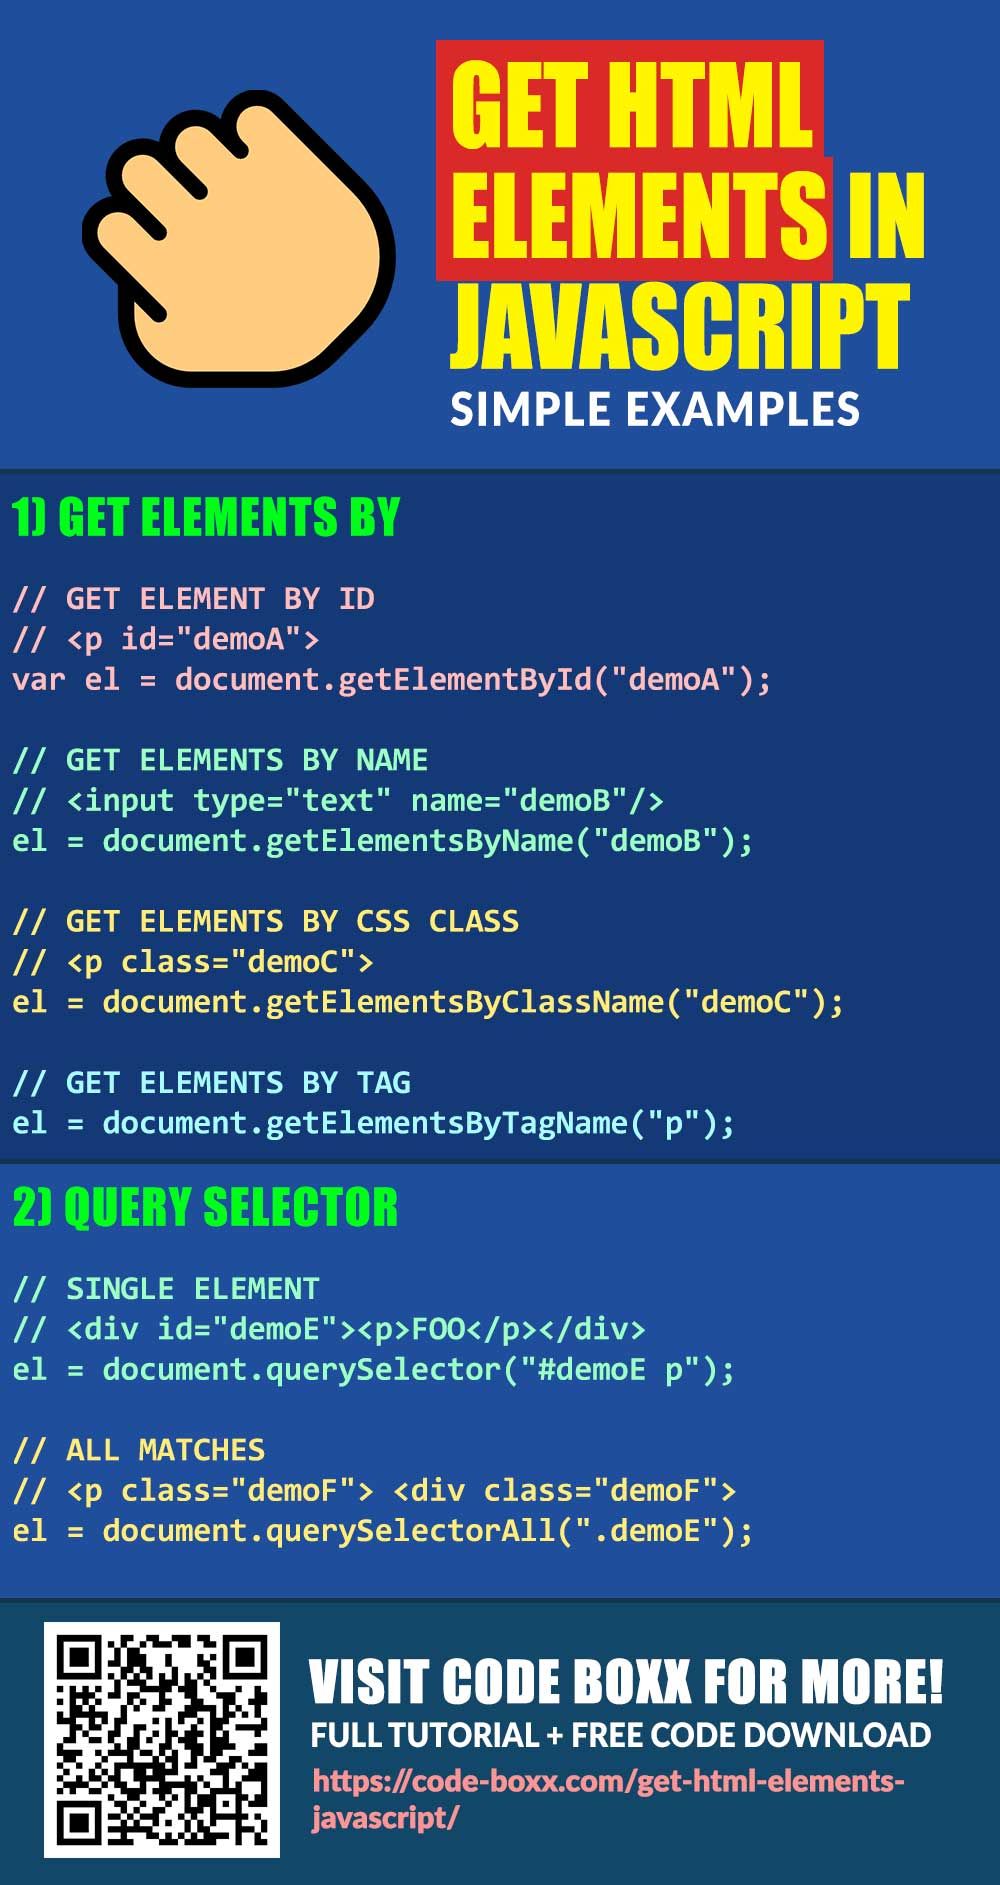 GET HTML
ELEMENTS IN
JAVASCRIPT
SIMPLE EXAMPLES
1) GET ELEMENTS BY
// GET ELEMENT BY ID
// <p id="demoA">
var el = document.getElementById("demoA");
// GET ELEMENTS BY NAME
// <input type="text" name="demoB"/>
el = document.getElementsByName("demoB");
// GET ELEMENTS BY CSS CLASS
// <p class="demoC">
el = document.getElementsByClassName("demoC");
// GET ELEMENTS BY TAG
el = document.getElementsByTagName("p");
2) QUERY SELECTOR
// SINGLE ELEMENT
// <div id="demoE"><p>FOO</p></div>
el = document.querySelector("#demoE p");
// ALL MATCHES
// <p class="demoF"> <div class="demoF">
el = document.querySelectorAll(".demoE");
VISIT CODE BOXX FOR MORE!
FULL TUTORIAL + FREE CODE DOWNLOAD
https://code-boxx.com/get-html-elements-
javascript/